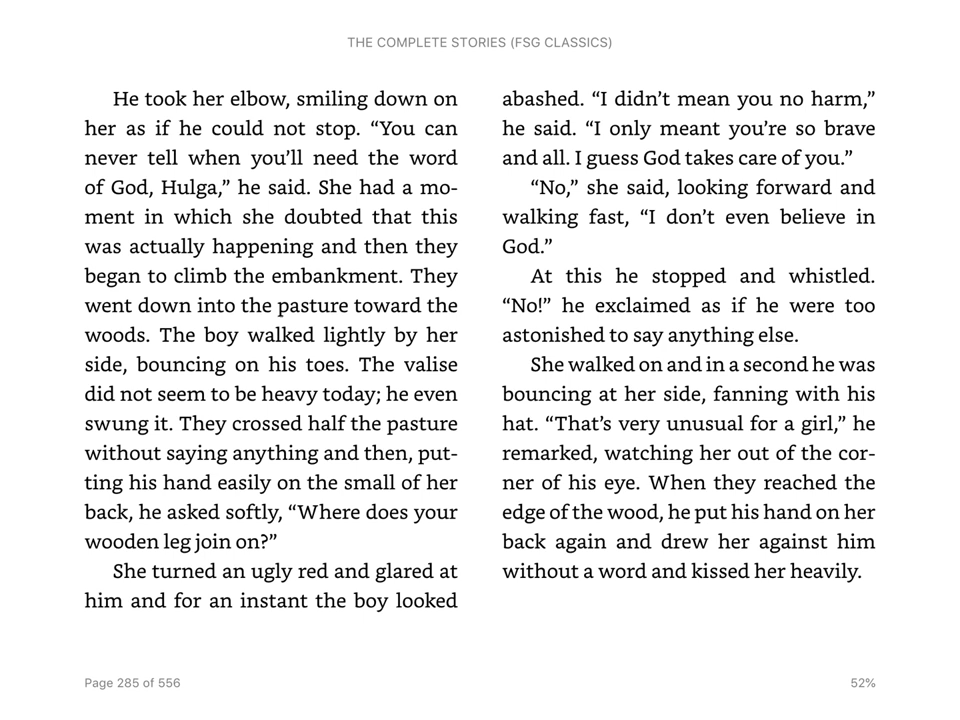 THE COMPLETE STORIES (FSG CLASSICS)
He took her elbow, smiling down on
her as if he could not stop. “You can
never tell when you’ll need the word
of God, Hulga,” he said. She had a mo-
ment in which she doubted that this
was actually happening and then they
began to climb the embankment. They
went down into the pasture toward the
woods. The boy walked lightly by her
side, bouncing on his toes. The valise
did not seem to be heavy today; he even
swung it. They crossed half the pasture
without saying anything and then, put-
ting his hand easily on the small of her
back, he asked softly, “Where does your
wooden leg join on?”
She turned an ugly red and glared at
him and for an instant the boy looked
abashed. “I didn’t mean you no harm,”
he said. “I only meant you’re so brave
and all. I guess God takes care of you.”
“No,” she said, looking forward and
walking fast, “I don’t even believe in
God.”
At this he stopped and whistled.
“No!” he exclaimed as if he were too
astonished to say anything else.
She walked on and in a second he was
bouncing at her side, fanning with his
hat. “That’s very unusual for a girl,” he
remarked, watching her out of the cor-
ner of his eye. When they reached the
edge of the wood, he put his hand on her
back again and drew her against him
without a word and kissed her heavily.
Page 285 of 556
52%